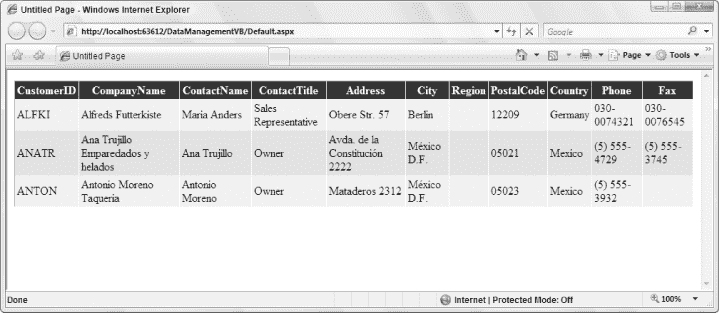 Untitled Page - Windows Internet Explorer
http://localhost:63612/DataManagementVB/Default.aspx
Google
Untitled Page
Page
Tools
CustomerID CompanyName ContactName ContactTitle Address City Region PostalCode Country Phone Fax
ALFKI Alfreds Futterkiste Maria Anders Sales Representative Obere Str. 57 Berlin 12209 Germany 030-0074321 030-0076545
ANATR Ana Trujillo Emparedados y helados Ana Trujillo Owner Avda. de la Constitución 2222 México D.F. 05021 Mexico (5) 555-4729 (5) 555-3745
ANTON Antonio Moreno Taquería Antonio Moreno Owner Mataderos 2312 México D.F. 05023 Mexico (5) 555-3932
Done
Internet | Protected Mode: Off
100%